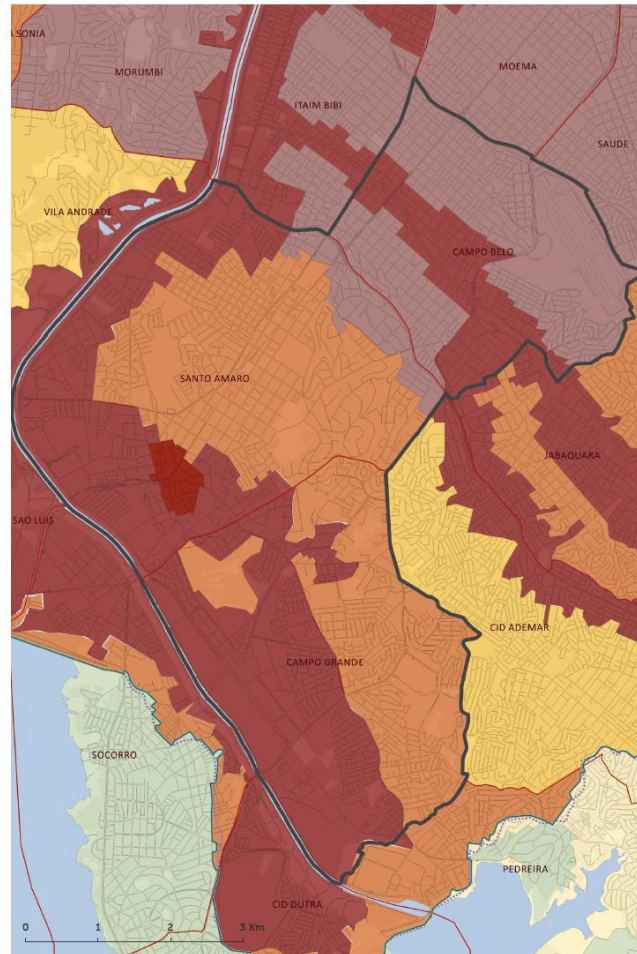 A SONIA
MORUMBI
MOEMA
ITAIM BIBI
SAUDE
VILA ANDRADE
CAMPO BELO
SANTO AMARO
JABAQUARA
SAO LUIS
CID ADEMAR
CAMPO GRANDE
SOCORRO
PEDREIRA
CID DUTRA
0 1 2 3 Km